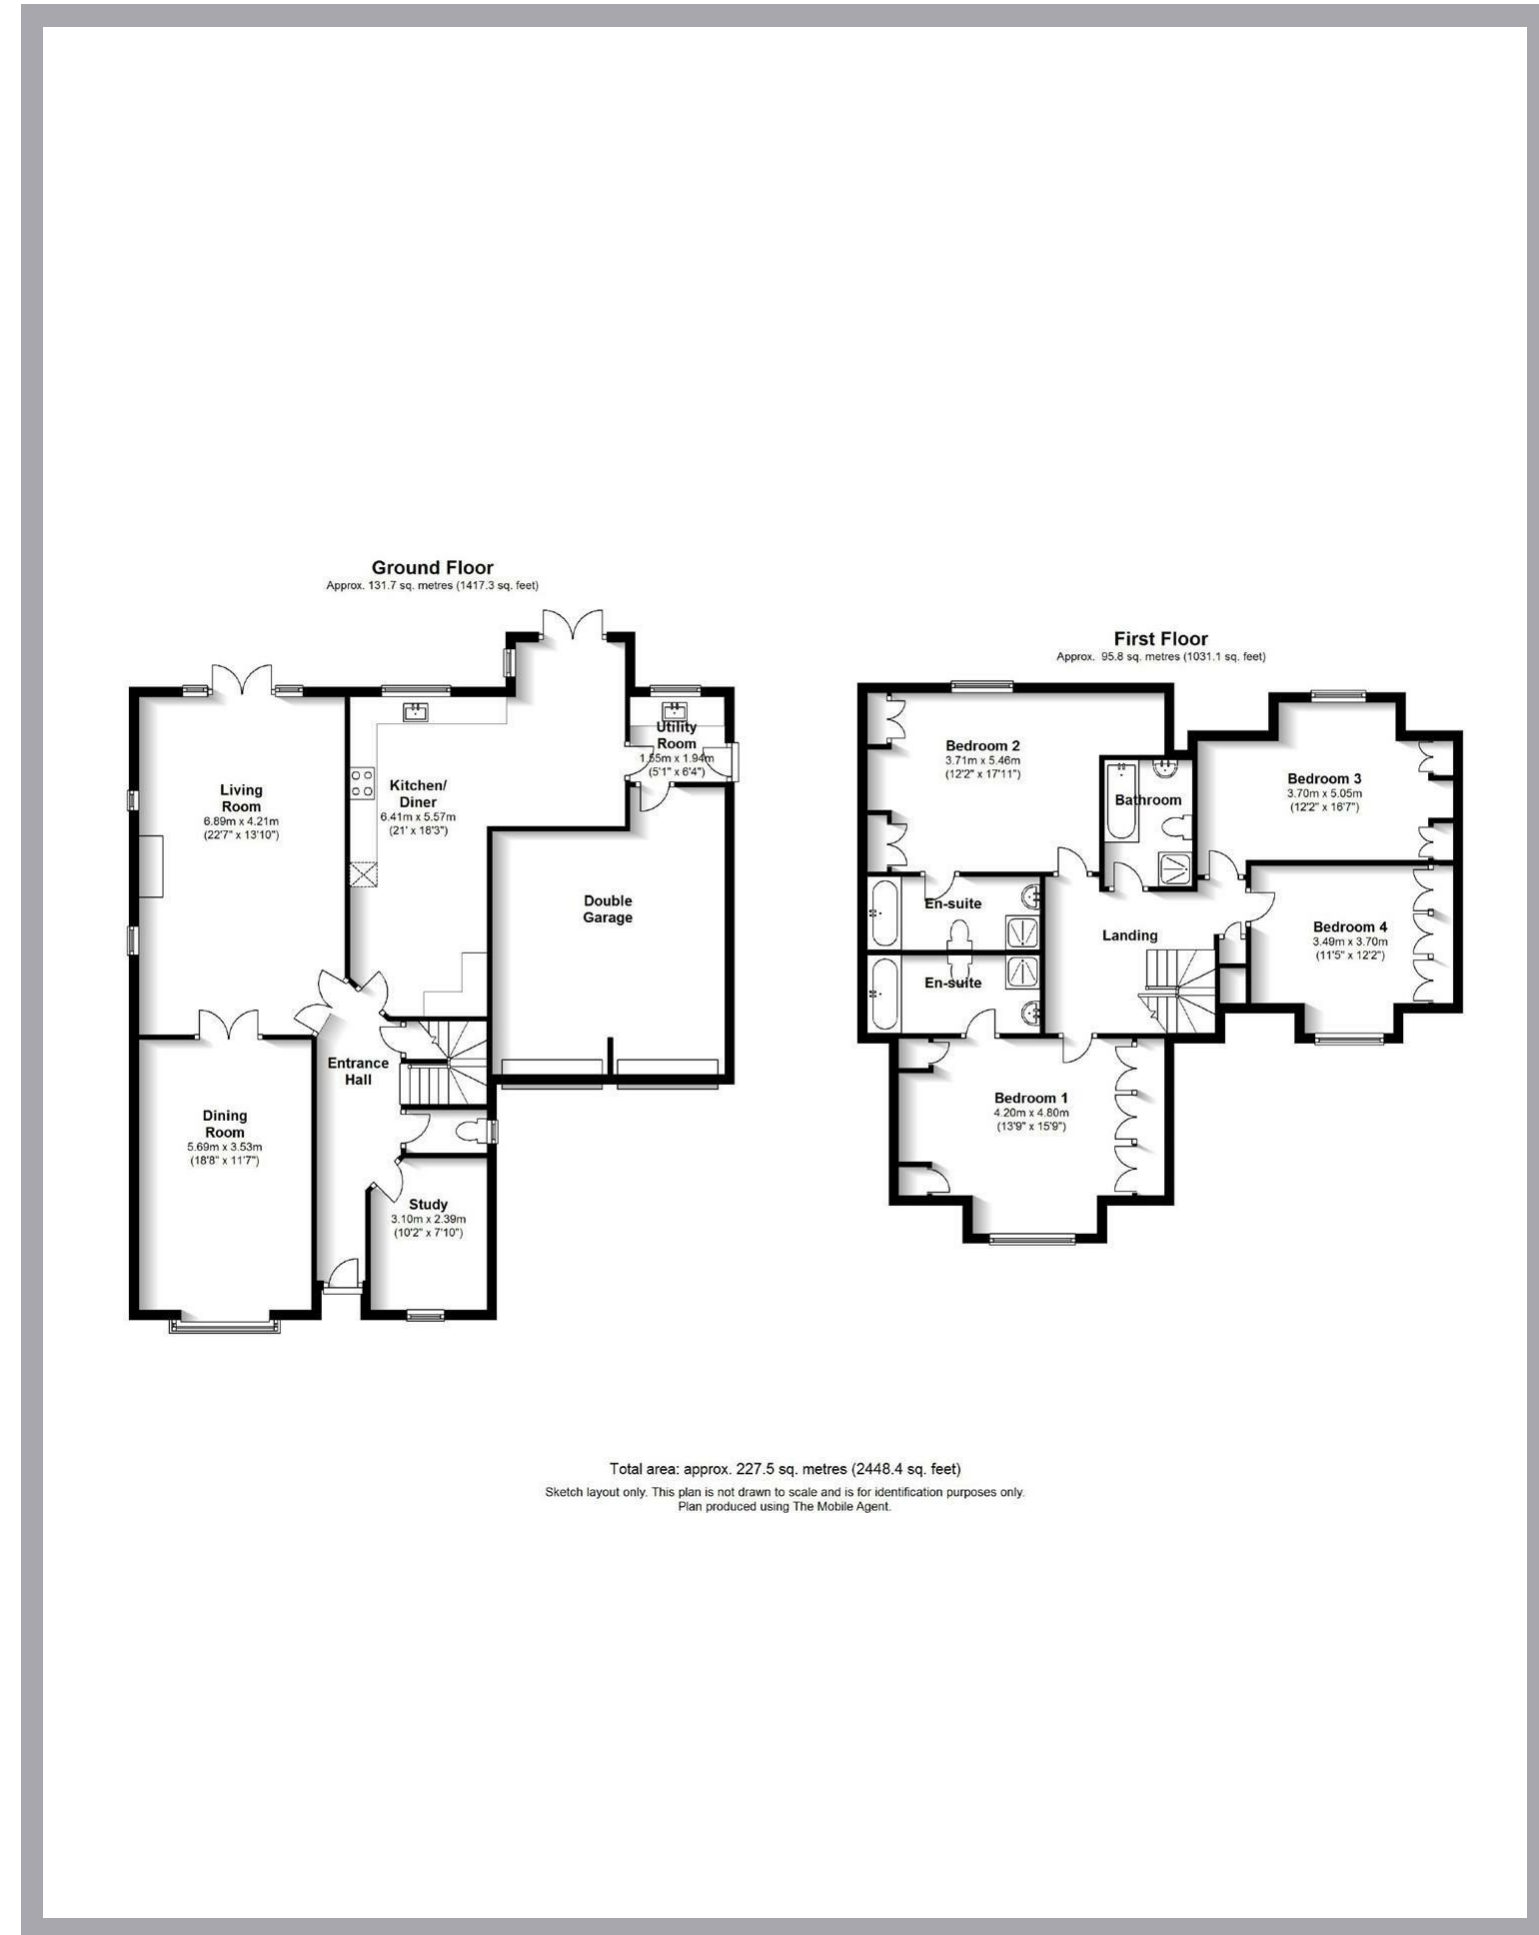 Ground Floor
Approx. 131.7 sq. metres (1417.3 sq. feet)
Living
Room
6.89m x 4.21m
(22'7" x 13'10")
Kitchen/
Diner
6.41m x 5.57m
(21' x 18'3")
Utility
Room
1.55m x 1.94m
(5'1" x 6'4")
Double
Garage
Entrance
Hall
Dining
Room
5.69m x 3.53m
(18'8" x 11'7")
Study
3.10m x 2.39m
(10'2" x 7'10")
First Floor
Approx. 95.8 sq. metres (1031.1 sq. feet)
Bedroom 2
3.71m x 5.46m
(12'2" x 17'11")
Bathroom
Bedroom 3
3.70m x 5.05m
(12'2" x 16'7")
En-suite
Landing
Bedroom 4
3.49m x 3.70m
(11'5" x 12'2")
En-suite
Bedroom 1
4.20m x 4.80m
(13'9" x 15'9")
Total area: approx. 227.5 sq. metres (2448.4 sq. feet)
Sketch layout only. This plan is not drawn to scale and is for identification purposes only.
Plan produced using The Mobile Agent.